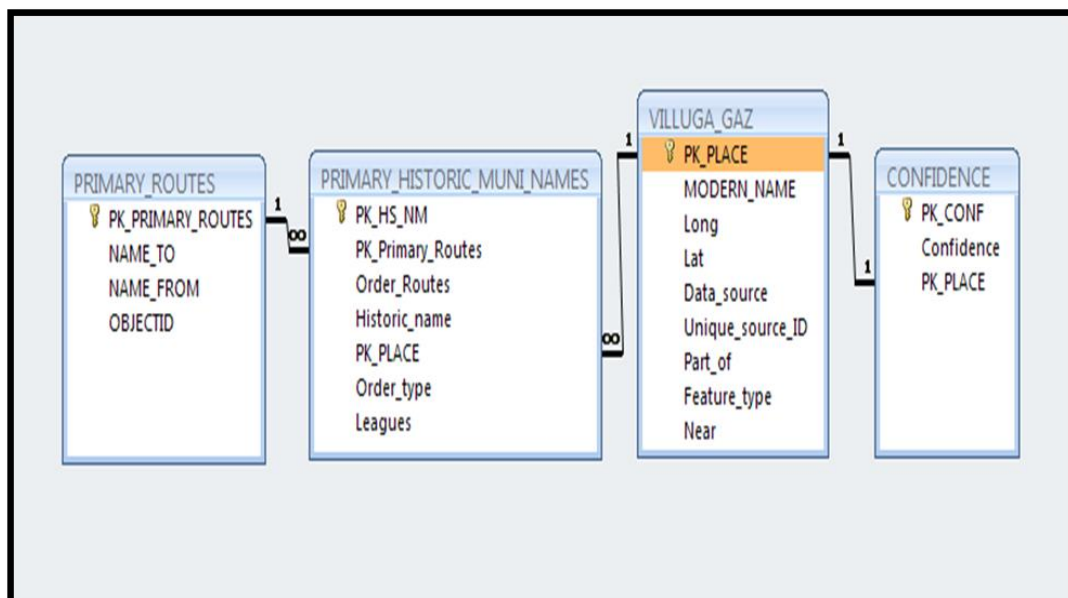 PRIMARY_ROUTES
PK_PRIMARY_ROUTES
NAME_TO
NAME_FROM
OBJECTID
1
∞
PRIMARY_HISTORIC_MUNI_NAMES
PK_HS_NM
PK_Primary_Routes
Order_Routes
Historic_name
PK_PLACE
Order_type
Leagues
1
∞
VILLUGA_GAZ
PK_PLACE
MODERN_NAME
Long
Lat
Data_source
Unique_source_ID
Part_of
Feature_type
Near
1
1
CONFIDENCE
PK_CONF
Confidence
PK_PLACE